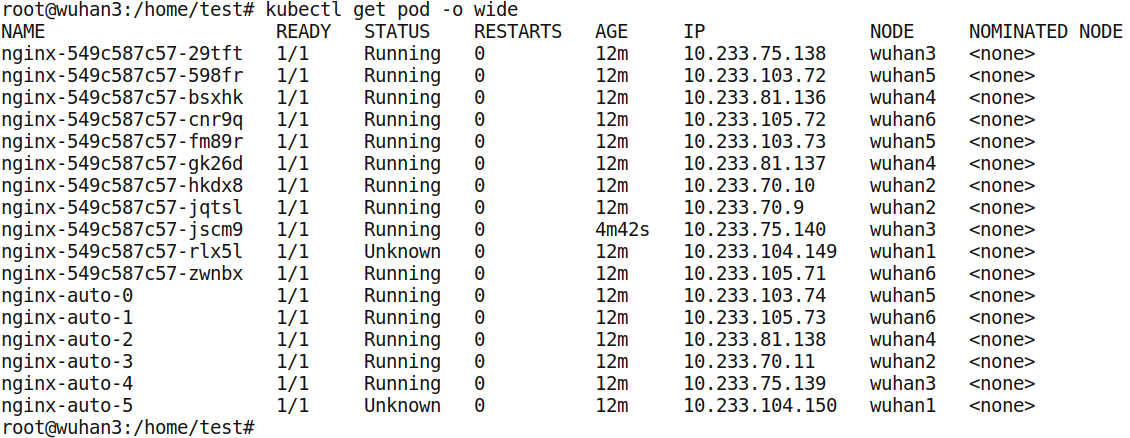 root@wuhan3:/home/test# kubectl get pod -o wide
NAME                     READY   STATUS    RESTARTS   AGE     IP               NODE     NOMINATED NODE
nginx-549c587c57-29tft   1/1     Running   0          12m     10.233.75.138    wuhan3   <none>
nginx-549c587c57-598fr   1/1     Running   0          12m     10.233.103.72    wuhan5   <none>
nginx-549c587c57-bsxhk   1/1     Running   0          12m     10.233.81.136    wuhan4   <none>
nginx-549c587c57-cnr9q   1/1     Running   0          12m     10.233.105.72    wuhan6   <none>
nginx-549c587c57-fm89r   1/1     Running   0          12m     10.233.103.73    wuhan5   <none>
nginx-549c587c57-gk26d   1/1     Running   0          12m     10.233.81.137    wuhan4   <none>
nginx-549c587c57-hkdx8   1/1     Running   0          12m     10.233.70.10     wuhan2   <none>
nginx-549c587c57-jqtsl   1/1     Running   0          12m     10.233.70.9      wuhan2   <none>
nginx-549c587c57-jscm9   1/1     Running   0          4m42s   10.233.75.140    wuhan3   <none>
nginx-549c587c57-rlx5l   1/1     Unknown   0          12m     10.233.104.149   wuhan1   <none>
nginx-549c587c57-zwnbx   1/1     Running   0          12m     10.233.105.71    wuhan6   <none>
nginx-auto-0             1/1     Running   0          12m     10.233.103.74    wuhan5   <none>
nginx-auto-1             1/1     Running   0          12m     10.233.105.73    wuhan6   <none>
nginx-auto-2             1/1     Running   0          12m     10.233.81.138    wuhan4   <none>
nginx-auto-3             1/1     Running   0          12m     10.233.70.11     wuhan2   <none>
nginx-auto-4             1/1     Running   0          12m     10.233.75.139    wuhan3   <none>
nginx-auto-5             1/1     Unknown   0          12m     10.233.104.150   wuhan1   <none>
root@wuhan3:/home/test#